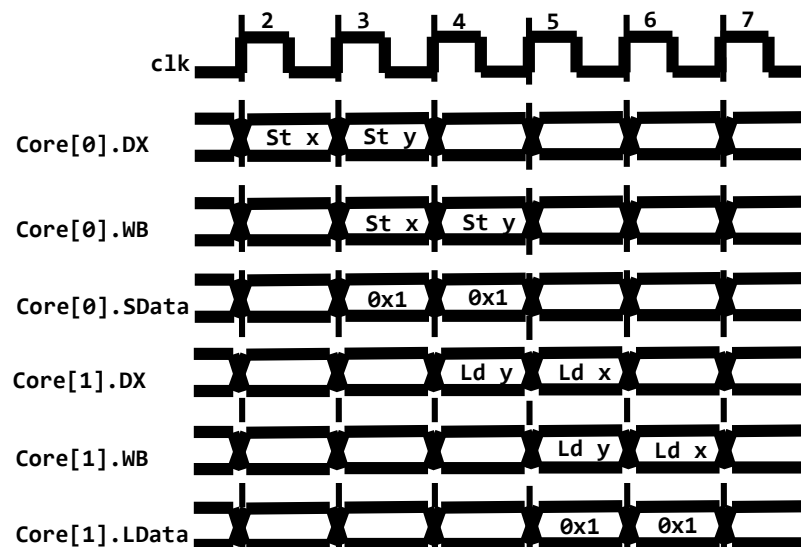 2 3 4 5 6 7
clk
Core[0].DX St x St y
Core[0].WB St x St y
Core[0].SData 0x1 0x1
Core[1].DX Ld y Ld x
Core[1].WB Ld y Ld x
Core[1].LData 0x1 0x1